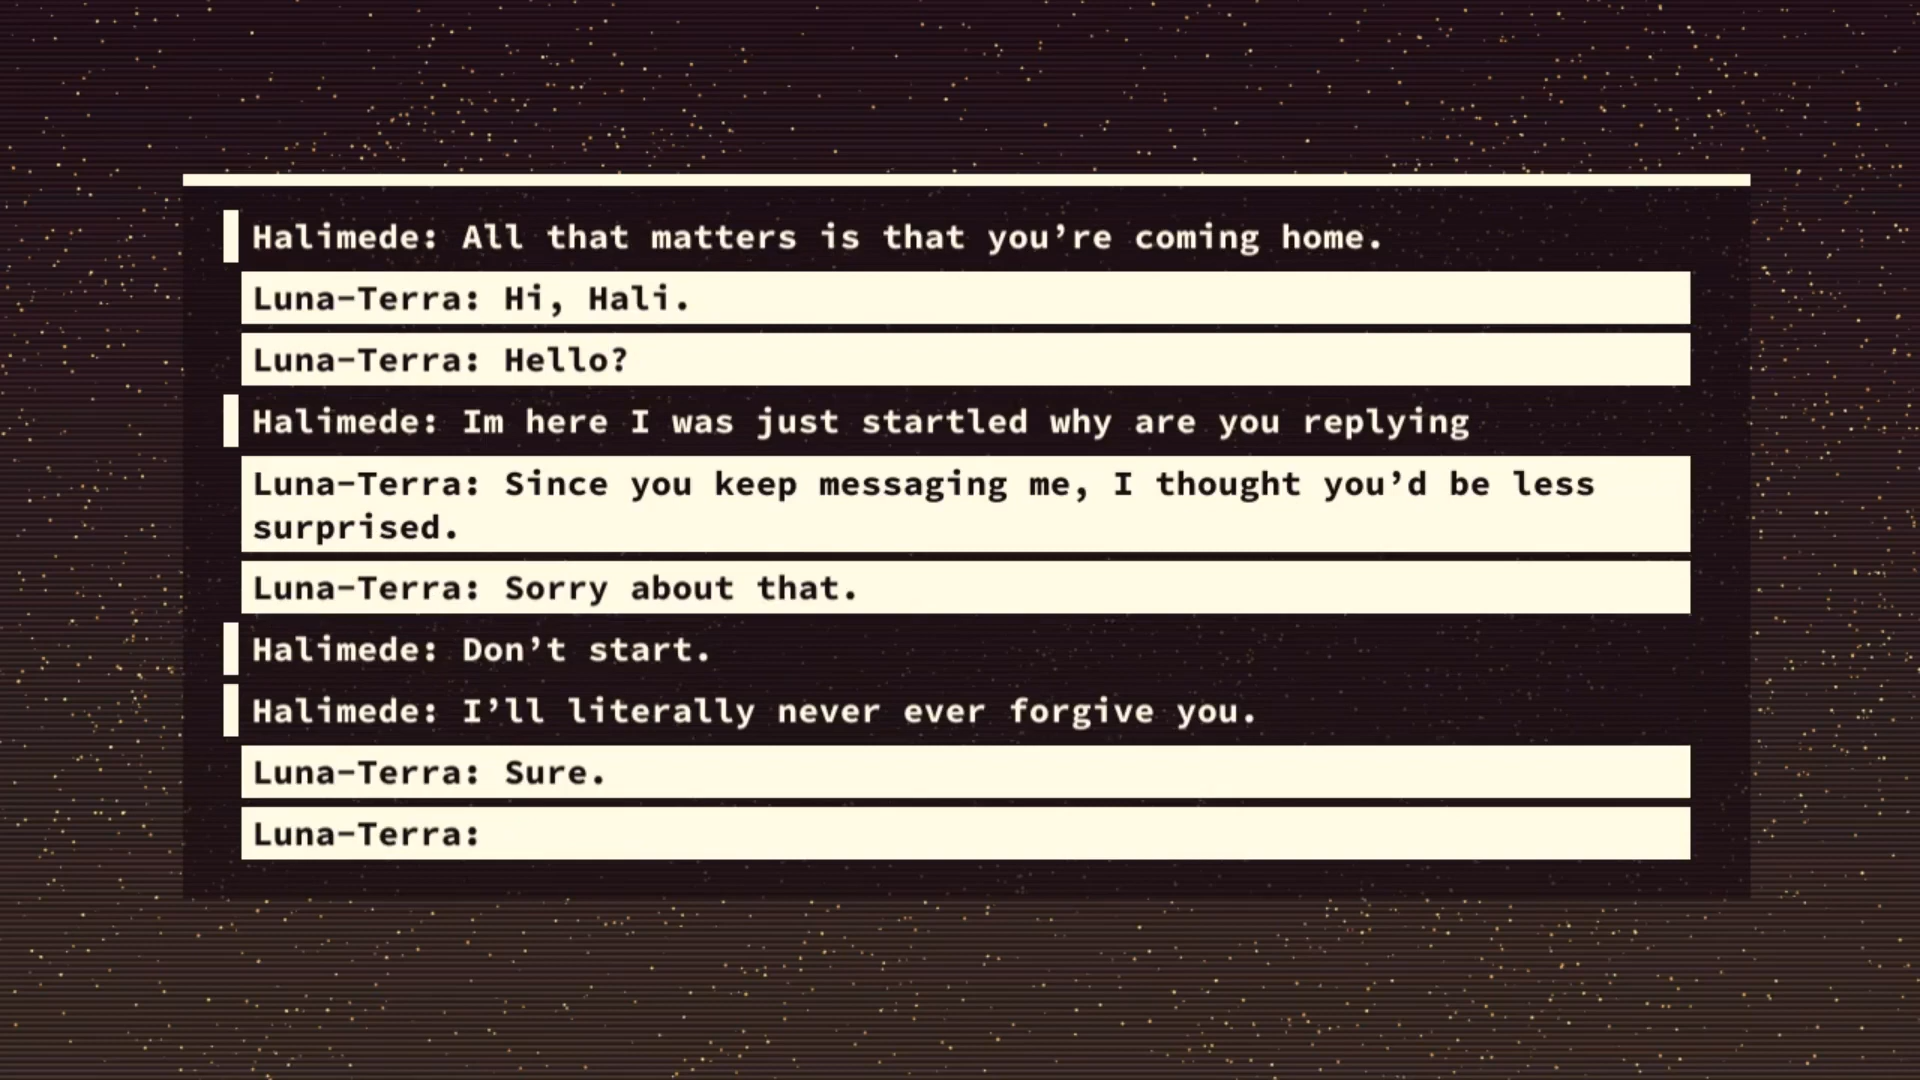 Halimede: All that matters is that you’re coming home.
Luna-Terra: Hi, Hali.
Luna-Terra: Hello?
Halimede: Im here I was just startled why are you replying
Luna-Terra: Since you keep messaging me, I thought you’d be less
surprised.
Luna-Terra: Sorry about that.
Halimede: Don’t start.
Halimede: I’ll literally never ever forgive you.
Luna-Terra: Sure.
Luna-Terra: